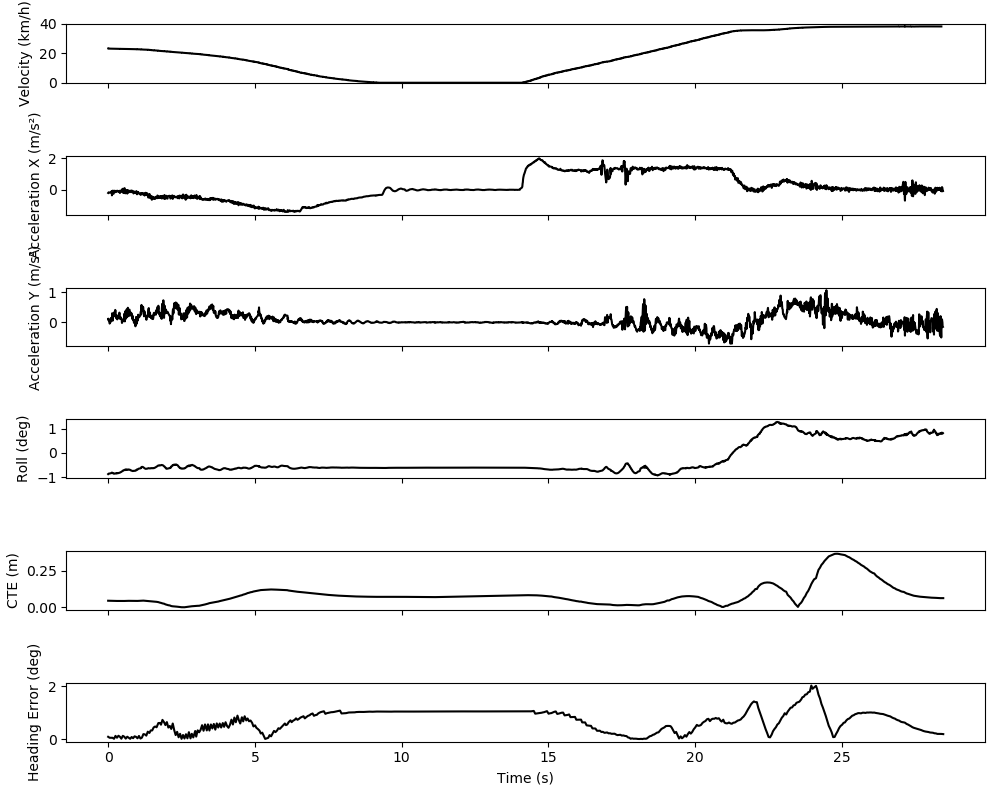 Velocity (km/h)
40
20
0
Acceleration X (m/s²)
2
0
Acceleration Y (m/s²)
1
0
Roll (deg)
1
0
−1
CTE (m)
0.25
0.00
Heading Error (deg)
2
0
0 5 10 15 20 25
Time (s)